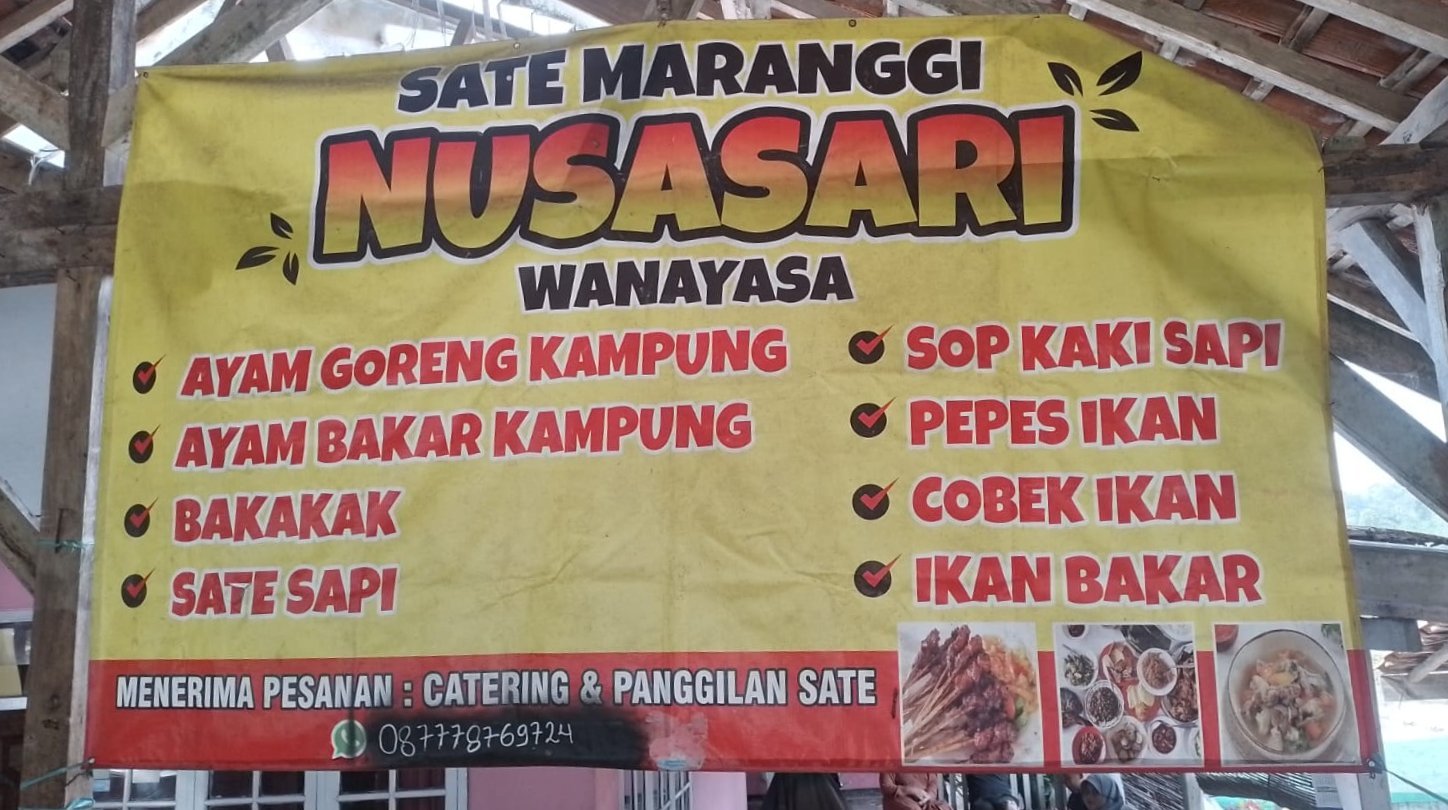 SATE MARANGGI
NUSASARI
WANAYASA
AYAM GORENG KAMPUNG
AYAM BAKAR KAMPUNG
BAKAKAK
SATE SAPI
SOP KAKI SAPI
PEPES IKAN
COBEK IKAN
IKAN BAKAR
MENERIMA PESANAN : CATERING & PANGGILAN SATE
087778769724